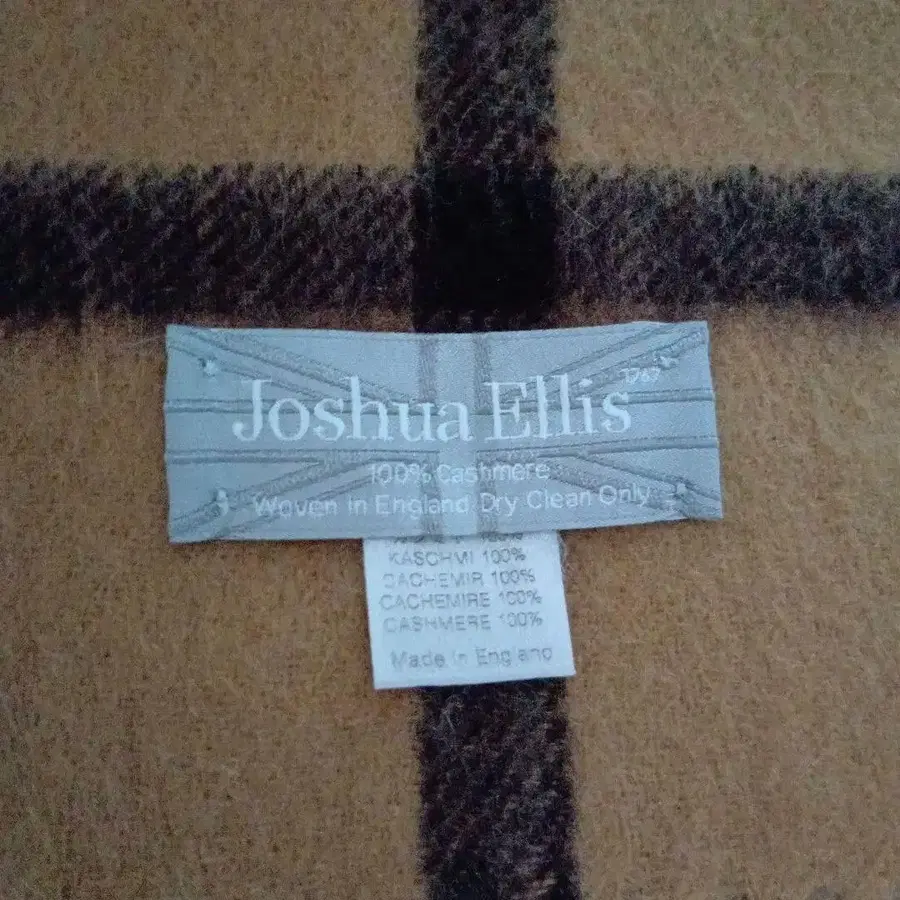 Joshua Ellis 1767
100% Cashmere
Woven in England Dry Clean Only
100%
KASCHMI 100%
CACHEMIR 100%
CACHEMIRE 100%
CASHMERE 100%
Made in England